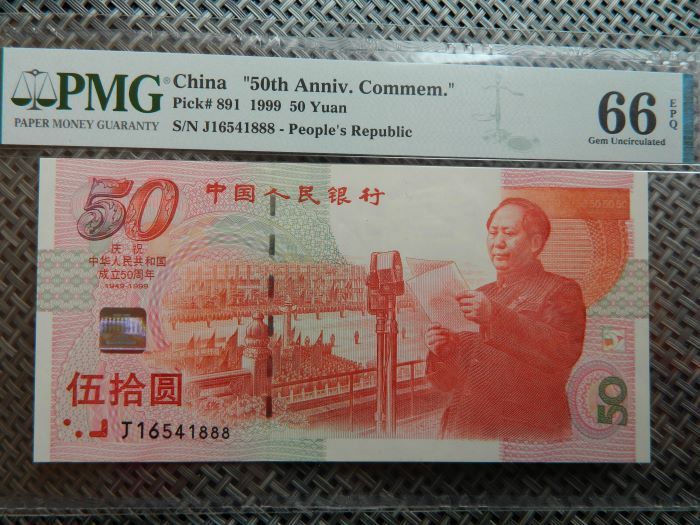 PMG® China "50th Anniv. Commem."
Pick# 891 1999 50 Yuan
PAPER MONEY GUARANTY
S/N J16541888 - People's Republic
66 EPQ
Gem Uncirculated
50
中国人民银行
庆祝
中华人民共和国
成立50周年
1949-1999
伍拾圆
J16541888
50